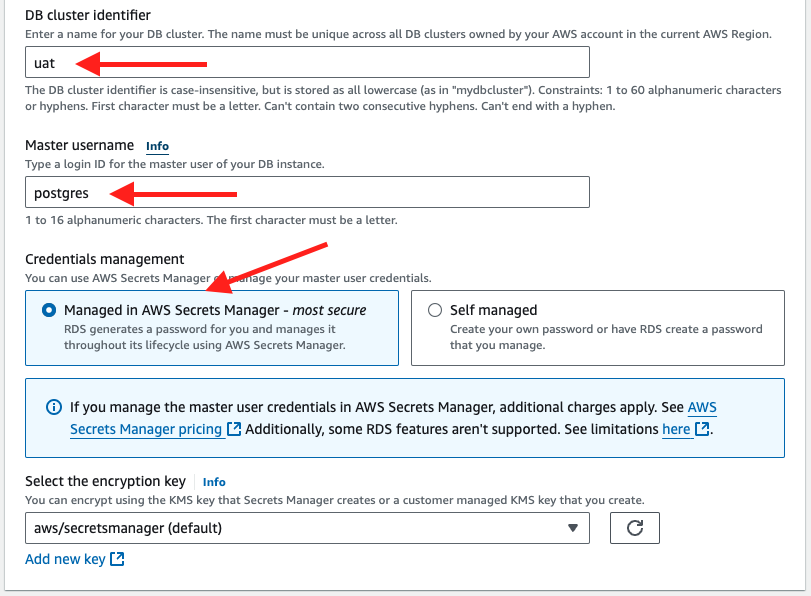 DB cluster identifier
Enter a name for your DB cluster. The name must be unique across all DB clusters owned by your AWS account in the current AWS Region.
uat
The DB cluster identifier is case-insensitive, but is stored as all lowercase (as in "mydbcluster"). Constraints: 1 to 60 alphanumeric characters
or hyphens. First character must be a letter. Can't contain two consecutive hyphens. Can't end with a hyphen.
Master username Info
Type a login ID for the master user of your DB instance.
postgres
1 to 16 alphanumeric characters. The first character must be a letter.
Credentials management
You can use AWS Secrets Manager manage your master user credentials.
Managed in AWS Secrets Manager - most secure
RDS generates a password for you and manages it
throughout its lifecycle using AWS Secrets Manager.
Self managed
Create your own password or have RDS create a password
that you manage.
If you manage the master user credentials in AWS Secrets Manager, additional charges apply. See AWS
Secrets Manager pricing Additionally, some RDS features aren't supported. See limitations here.
Select the encryption key Info
You can encrypt using the KMS key that Secrets Manager creates or a customer managed KMS key that you create.
aws/secretsmanager (default)
Add new key